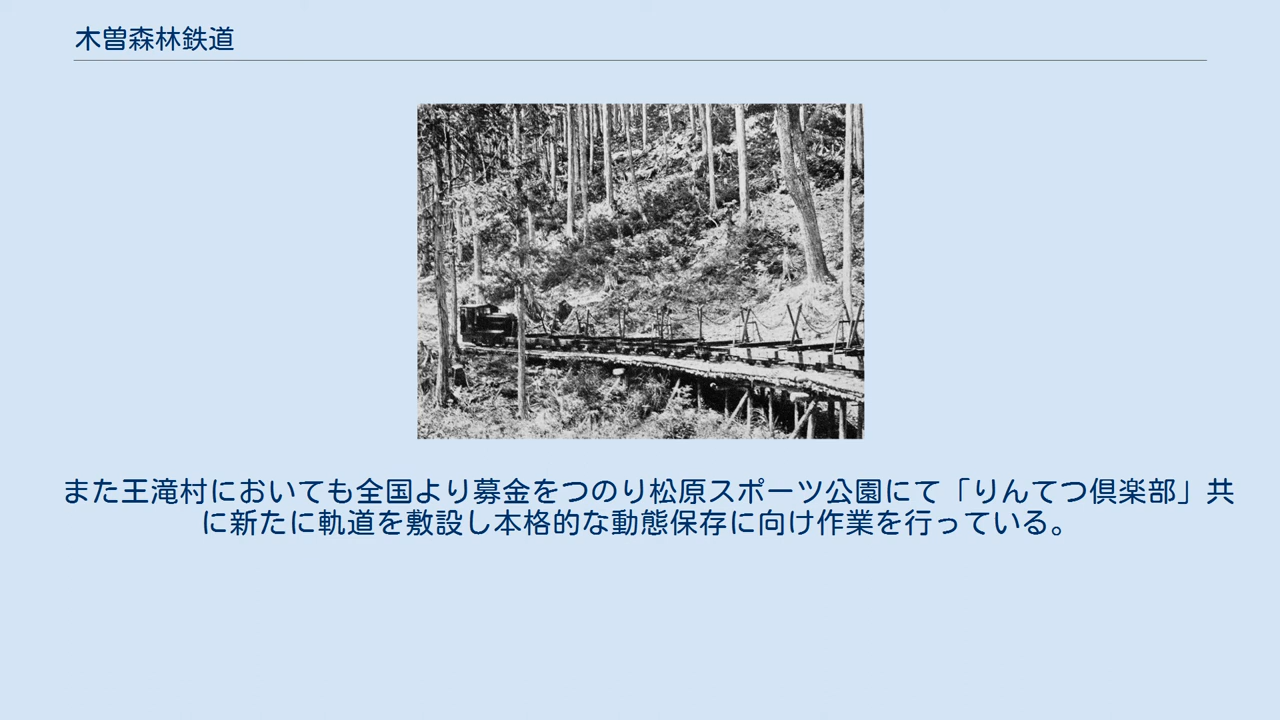 木曽森林鉄道
また王滝村においても全国より募金をつのり松原スポーツ公園にて「りんてつ倶楽部」共
に新たに軌道を敷設し本格的な動態保存に向け作業を行っている。